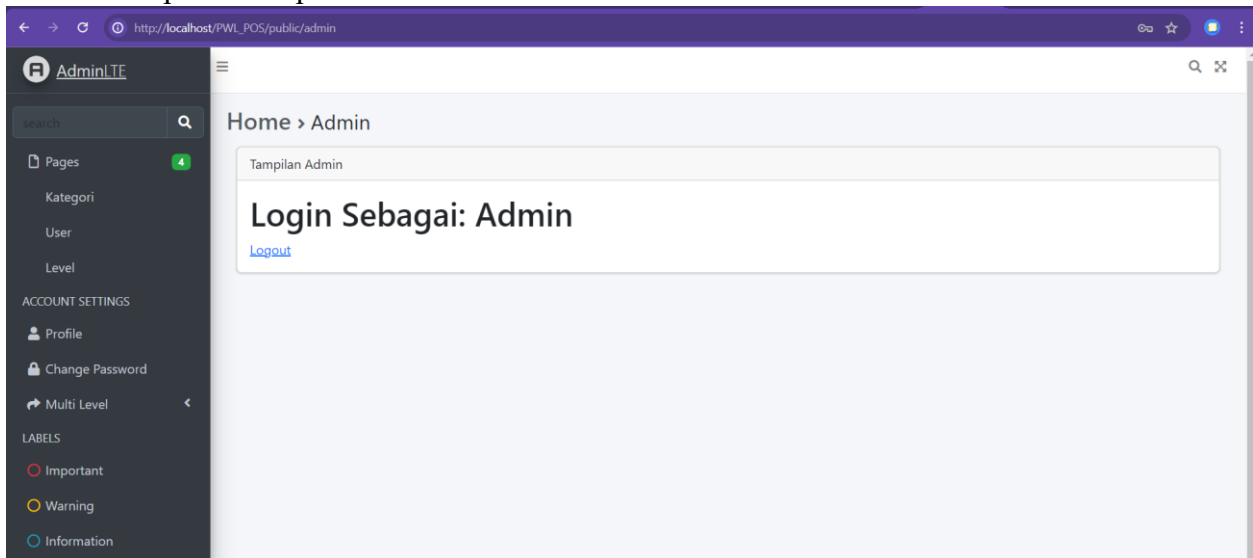 http://localhost/PWL_POS/public/admin
AdminLTE
search
Pages 4
Kategori
User
Level
ACCOUNT SETTINGS
Profile
Change Password
Multi Level
LABELS
Important
Warning
Information
Home › Admin
Tampilan Admin
Login Sebagai: Admin
Logout